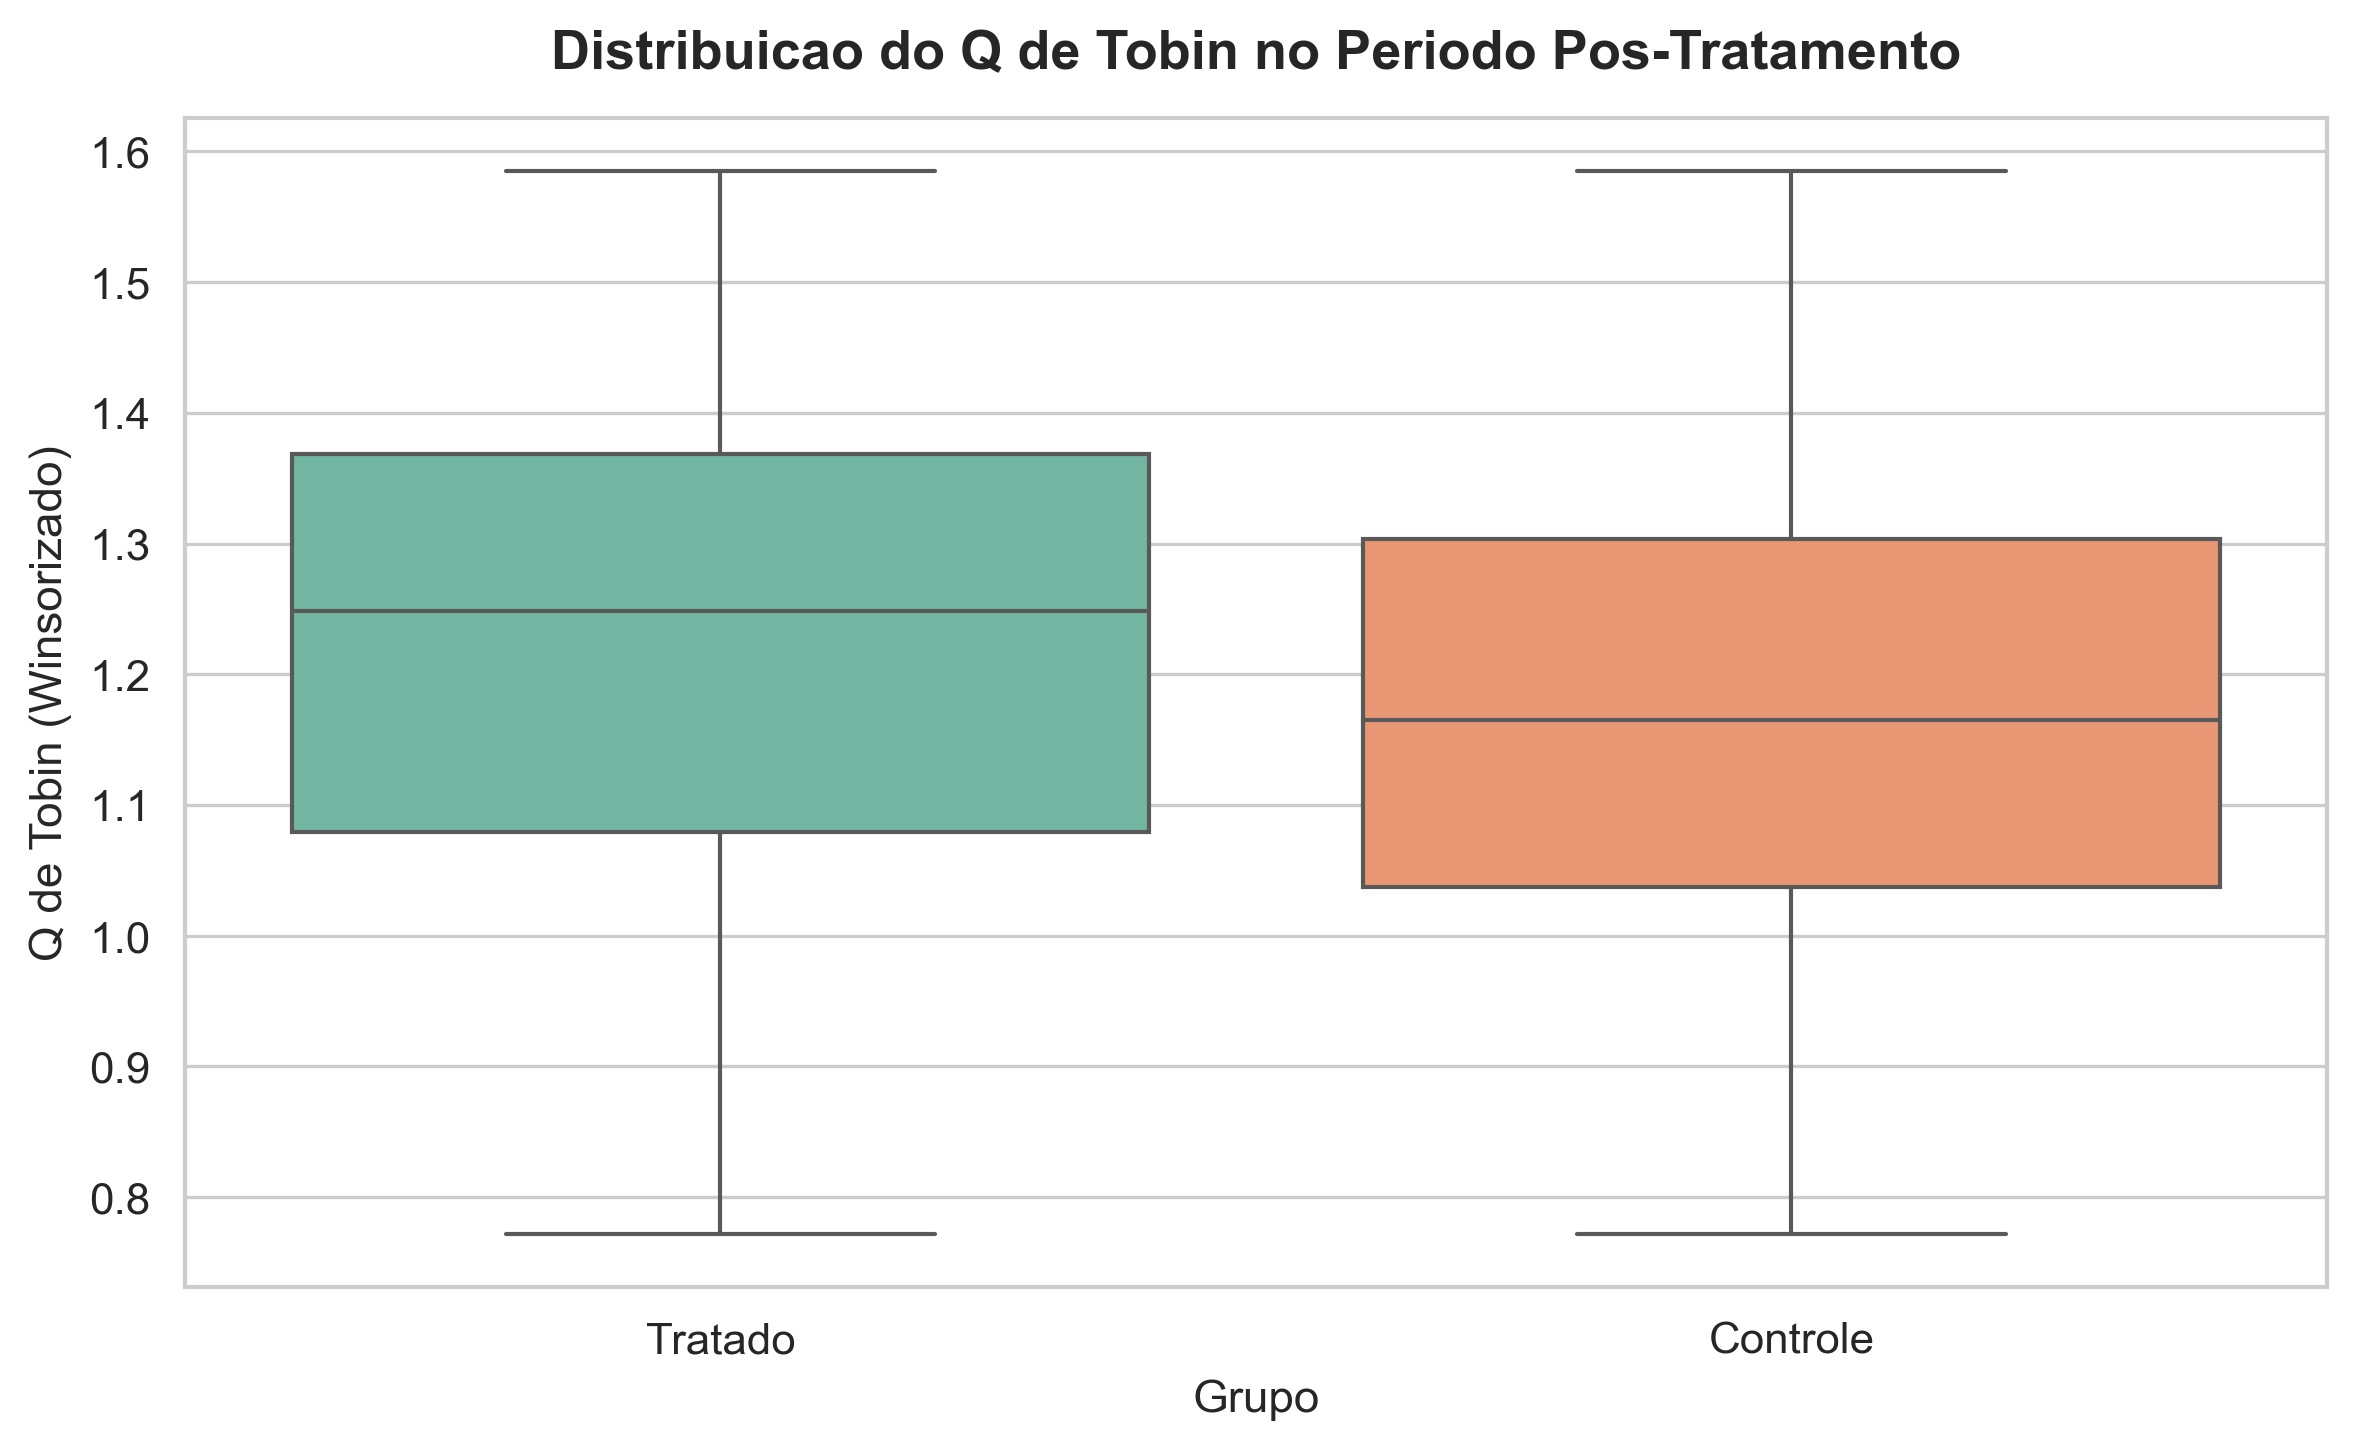 Distribuicao do Q de Tobin no Periodo Pos-Tratamento
Q de Tobin (Winsorizado)
1.6
1.5
1.4
1.3
1.2
1.1
1.0
0.9
0.8
Tratado
Controle
Grupo